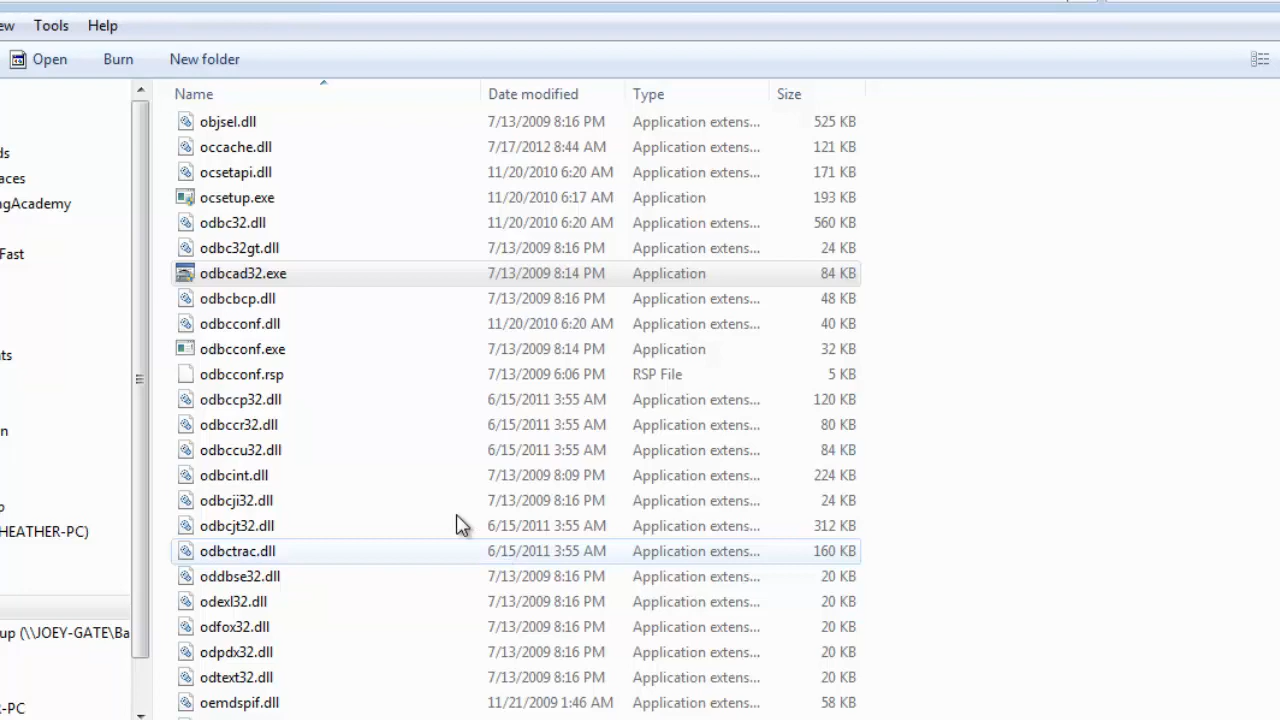 ew Tools Help
Open Burn New folder
Name Date modified Type Size
objsel.dll 7/13/2009 8:16 PM Application extens... 525 KB
occache.dll 7/17/2012 8:44 AM Application extens... 121 KB
ds
ocsetapi.dll 11/20/2010 6:20 AM Application extens... 171 KB
aces
ocsetup.exe 11/20/2010 6:17 AM Application 193 KB
ngAcademy
odbc32.dll 11/20/2010 6:20 AM Application extens... 560 KB
odbc32gt.dll 7/13/2009 8:16 PM Application extens... 24 KB
Fast
odbcad32.exe 7/13/2009 8:14 PM Application 84 KB
odbcbcp.dll 7/13/2009 8:16 PM Application extens... 48 KB
odbcconf.dll 11/20/2010 6:20 AM Application extens... 40 KB
odbcconf.exe 7/13/2009 8:14 PM Application 32 KB
nts
odbcconf.rsp 7/13/2009 6:06 PM RSP File 5 KB
odbccp32.dll 6/15/2011 3:55 AM Application extens... 120 KB
odbccr32.dll 6/15/2011 3:55 AM Application extens... 80 KB
n
odbccu32.dll 6/15/2011 3:55 AM Application extens... 84 KB
odbcint.dll 7/13/2009 8:09 PM Application extens... 224 KB
odbcji32.dll 7/13/2009 8:16 PM Application extens... 24 KB
odbcjt32.dll 6/15/2011 3:55 AM Application extens... 312 KB
HEATHER-PC)
odbctrac.dll 6/15/2011 3:55 AM Application extens... 160 KB
oddbse32.dll 7/13/2009 8:16 PM Application extens... 20 KB
odexl32.dll 7/13/2009 8:16 PM Application extens... 20 KB
odfox32.dll 7/13/2009 8:16 PM Application extens... 20 KB
up (\\JOEY-GATE\Ba
odpdx32.dll 7/13/2009 8:16 PM Application extens... 20 KB
odtext32.dll 7/13/2009 8:16 PM Application extens... 20 KB
oemdspif.dll 11/21/2009 1:46 AM Application extens... 58 KB
R-PC